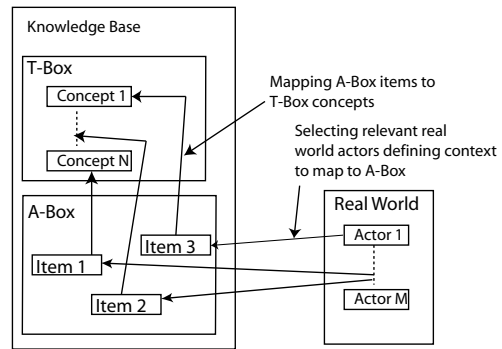 Knowledge Base
T-Box
Concept 1
Concept N
Mapping A-Box items to
T-Box concepts
Selecting relevant real
world actors defining context
to map to A-Box
A-Box
Item 3
Item 1
Item 2
Real World
Actor 1
Actor M